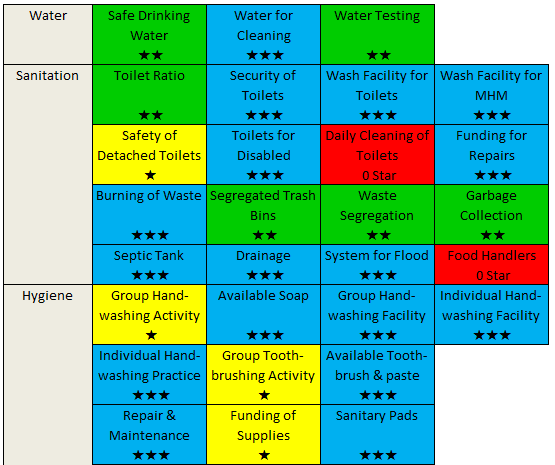 Water
Safe Drinking
Water
★★
Water for
Cleaning
★★★
Water Testing
★★
Sanitation
Toilet Ratio
★★
Security of
Toilets
★★★
Wash Facility for
Toilets
★★★
Wash Facility for
MHM
★★★
Safety of
Detached Toilets
★
Toilets for
Disabled
★★★
Daily Cleaning of
Toilets
0 Star
Funding for
Repairs
★★★
Burning of Waste
★★★
Segregated Trash
Bins
★★
Waste
Segregation
★★
Garbage
Collection
★★
Septic Tank
★★★
Drainage
★★★
System for Flood
★★★
Food Handlers
0 Star
Hygiene
Group Hand-
washing Activity
★
Available Soap
★★★
Group Hand-
washing Facility
★★★
Individual Hand-
washing Facility
★★★
Individual Hand-
washing Practice
★★★
Group Tooth-
brushing Activity
★
Available Tooth-
brush & paste
★★★
Repair &
Maintenance
★★★
Funding of
Supplies
★
Sanitary Pads
★★★